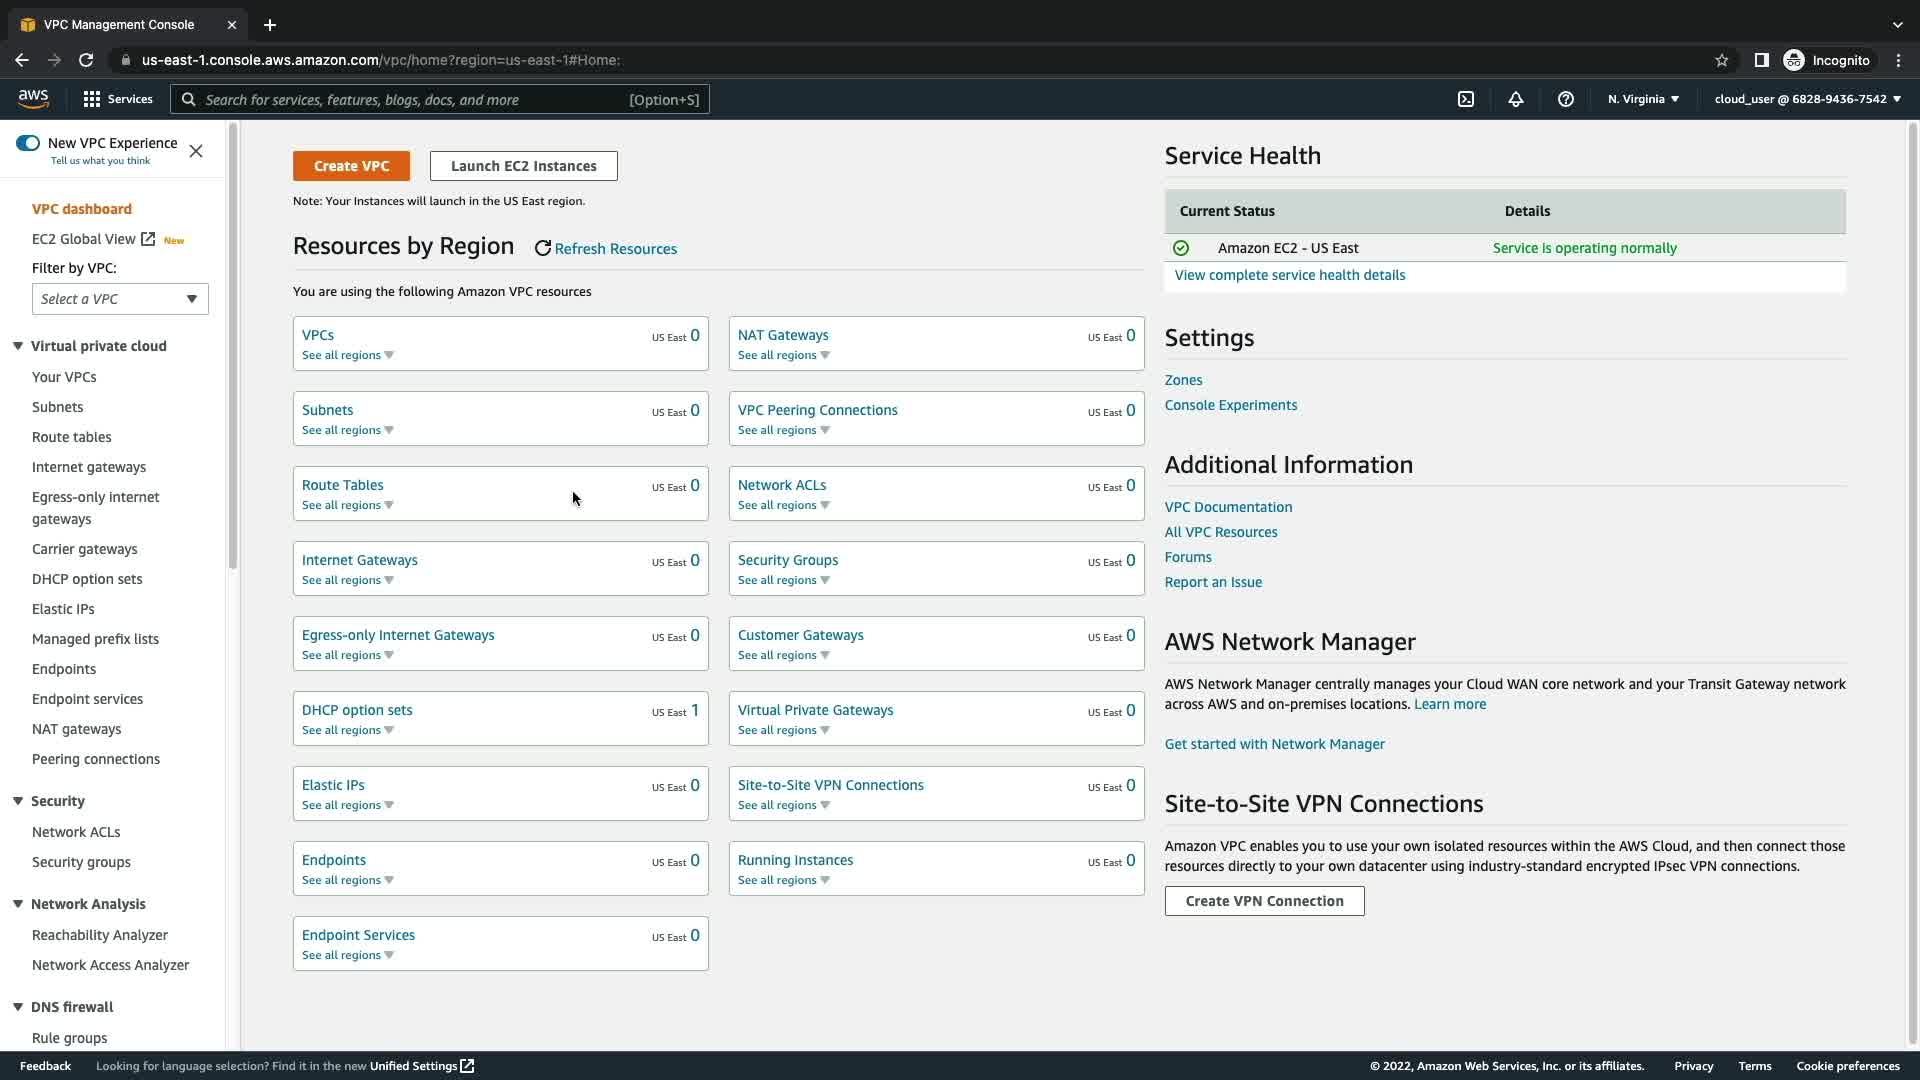 VPC Management Console
us-east-1.console.aws.amazon.com/vpc/home?region=us-east-1#Home:
Incognito
aws
Services
Search for services, features, blogs, docs, and more
[Option+S]
N. Virginia
cloud_user @ 6828-9436-7542
New VPC Experience
Tell us what you think
VPC dashboard
EC2 Global View New
Filter by VPC:
Select a VPC
Virtual private cloud
Your VPCs
Subnets
Route tables
Internet gateways
Egress-only internet
gateways
Carrier gateways
DHCP option sets
Elastic IPs
Managed prefix lists
Endpoints
Endpoint services
NAT gateways
Peering connections
Security
Network ACLs
Security groups
Network Analysis
Reachability Analyzer
Network Access Analyzer
DNS firewall
Rule groups
Create VPC
Launch EC2 Instances
Note: Your Instances will launch in the US East region.
Resources by Region
Refresh Resources
You are using the following Amazon VPC resources
VPCs US East 0
See all regions
NAT Gateways US East 0
See all regions
Subnets US East 0
See all regions
VPC Peering Connections US East 0
See all regions
Route Tables US East 0
See all regions
Network ACLs US East 0
See all regions
Internet Gateways US East 0
See all regions
Security Groups US East 0
See all regions
Egress-only Internet Gateways US East 0
See all regions
Customer Gateways US East 0
See all regions
DHCP option sets US East 1
See all regions
Virtual Private Gateways US East 0
See all regions
Elastic IPs US East 0
See all regions
Site-to-Site VPN Connections US East 0
See all regions
Endpoints US East 0
See all regions
Running Instances US East 0
See all regions
Endpoint Services US East 0
See all regions
Service Health
Current Status Details
Amazon EC2 - US East Service is operating normally
View complete service health details
Settings
Zones
Console Experiments
Additional Information
VPC Documentation
All VPC Resources
Forums
Report an Issue
AWS Network Manager
AWS Network Manager centrally manages your Cloud WAN core network and your Transit Gateway network
across AWS and on-premises locations. Learn more
Get started with Network Manager
Site-to-Site VPN Connections
Amazon VPC enables you to use your own isolated resources within the AWS Cloud, and then connect those
resources directly to your own datacenter using industry-standard encrypted IPsec VPN connections.
Create VPN Connection
Feedback
Looking for language selection? Find it in the new Unified Settings
© 2022, Amazon Web Services, Inc. or its affiliates.
Privacy
Terms
Cookie preferences